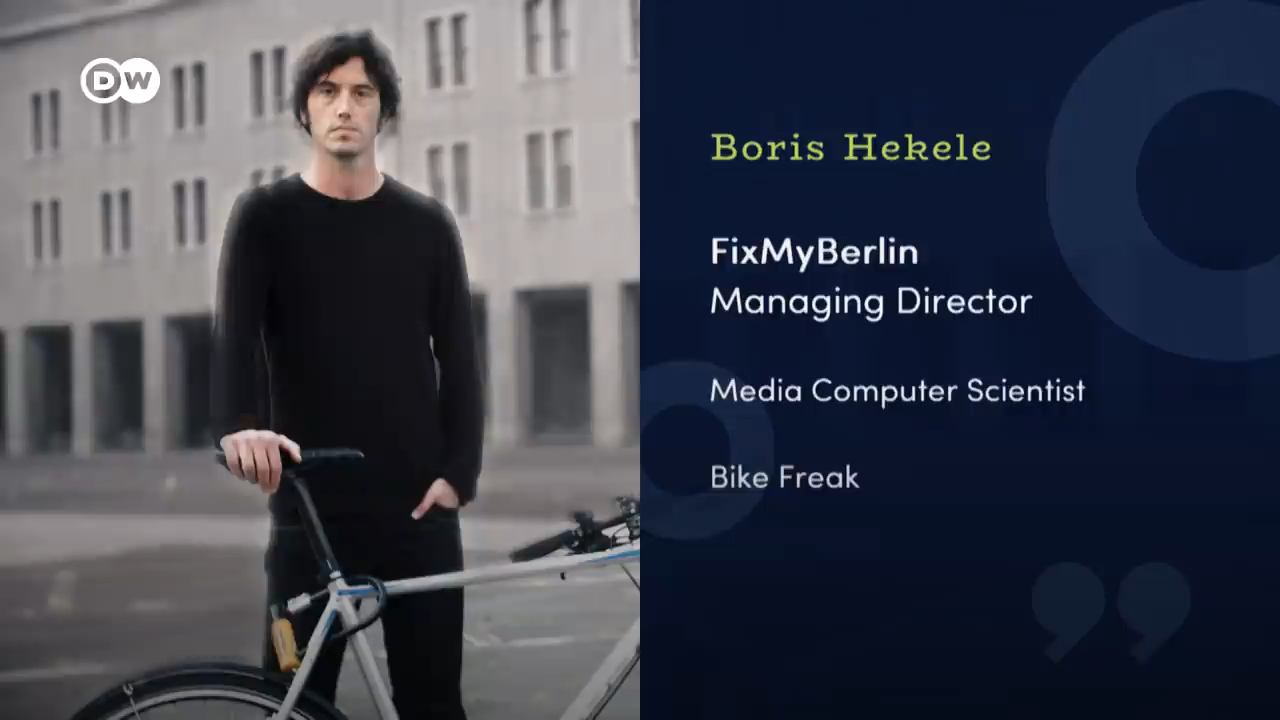 DW
Boris Hekele
FixMyBerlin
Managing Director
Media Computer Scientist
Bike Freak